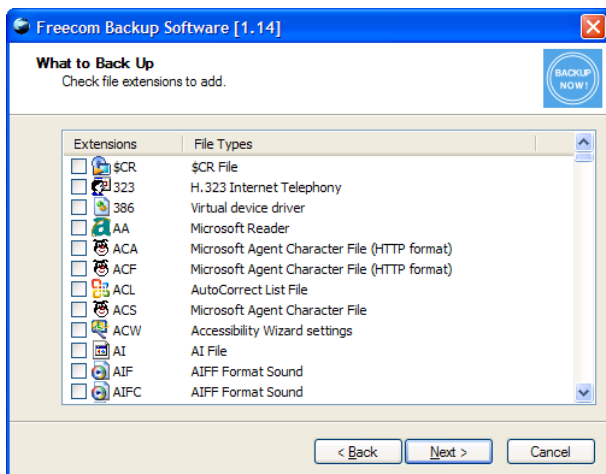 Freecom Backup Software [1.14]
What to Back Up
Check file extensions to add.
BACKUP
NOW!
Extensions File Types
$CR $CR File
323 H.323 Internet Telephony
386 Virtual device driver
AA Microsoft Reader
ACA Microsoft Agent Character File (HTTP format)
ACF Microsoft Agent Character File (HTTP format)
ACL AutoCorrect List File
ACS Microsoft Agent Character File
ACW Accessibility Wizard settings
AI AI File
AIF AIFF Format Sound
AIFC AIFF Format Sound
< Back Next > Cancel